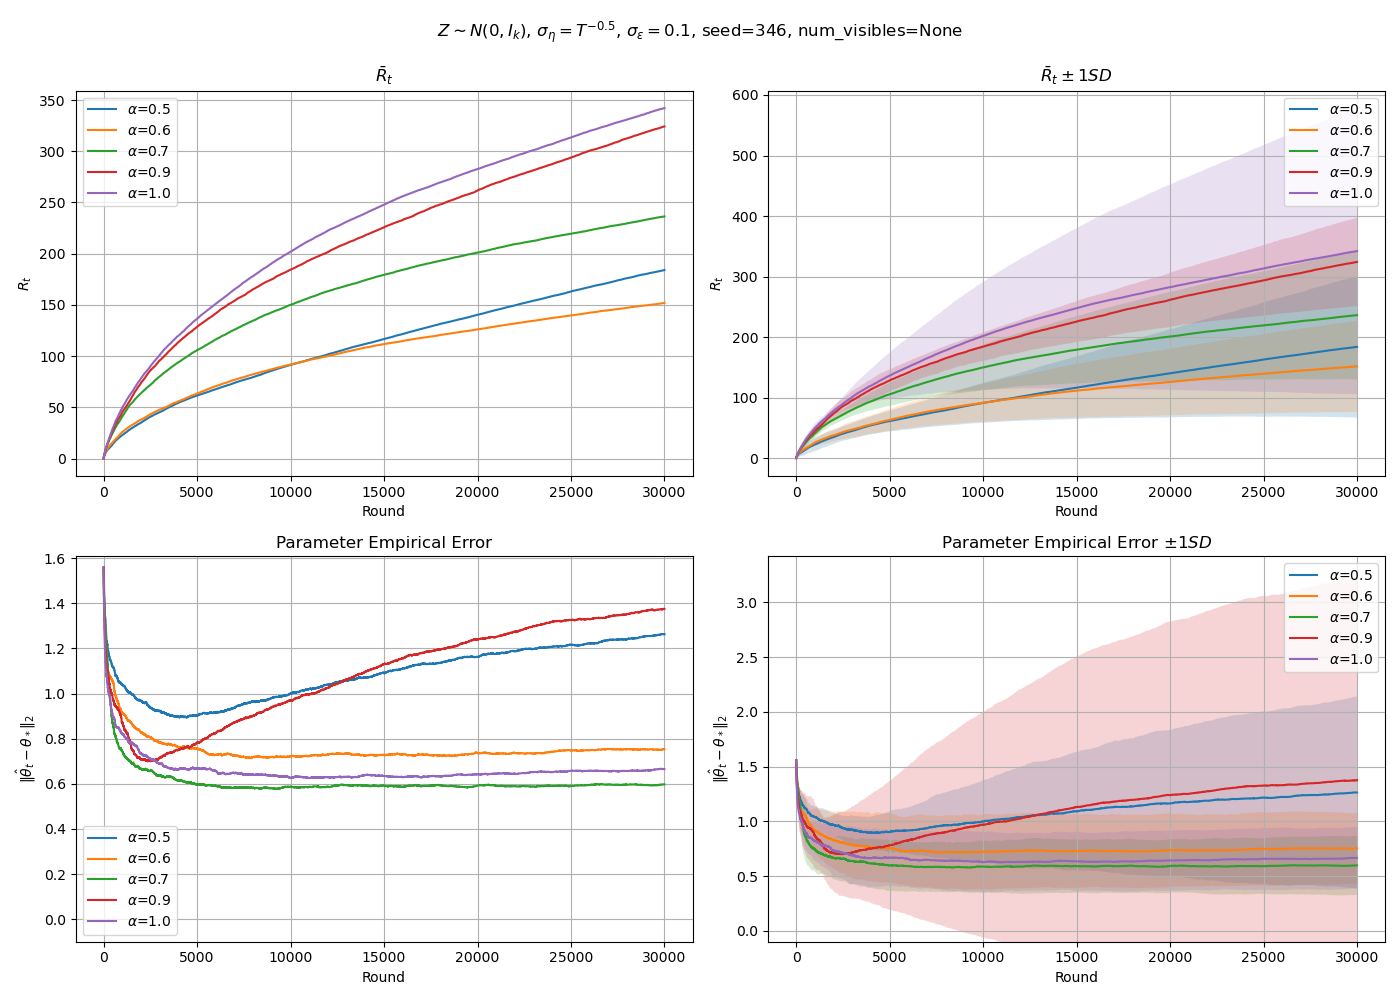 Z ~ N(0, I_k), σ_η = T^{-0.5}, σ_ε = 0.1, seed=346, num_visibles=None
R̄_t
R_t
350
300
250
200
150
100
50
0
α=0.5
α=0.6
α=0.7
α=0.9
α=1.0
0 5000 10000 15000 20000 25000 30000
Round
R̄_t ± 1SD
R_t
600
500
400
300
200
100
0
α=0.5
α=0.6
α=0.7
α=0.9
α=1.0
0 5000 10000 15000 20000 25000 30000
Round
Parameter Empirical Error
‖θ̂_t − θ_*‖_2
1.6
1.4
1.2
1.0
0.8
0.6
0.4
0.2
0.0
α=0.5
α=0.6
α=0.7
α=0.9
α=1.0
0 5000 10000 15000 20000 25000 30000
Round
Parameter Empirical Error ±1SD
‖θ̂_t − θ_*‖_2
3.0
2.5
2.0
1.5
1.0
0.5
0.0
α=0.5
α=0.6
α=0.7
α=0.9
α=1.0
0 5000 10000 15000 20000 25000 30000
Round